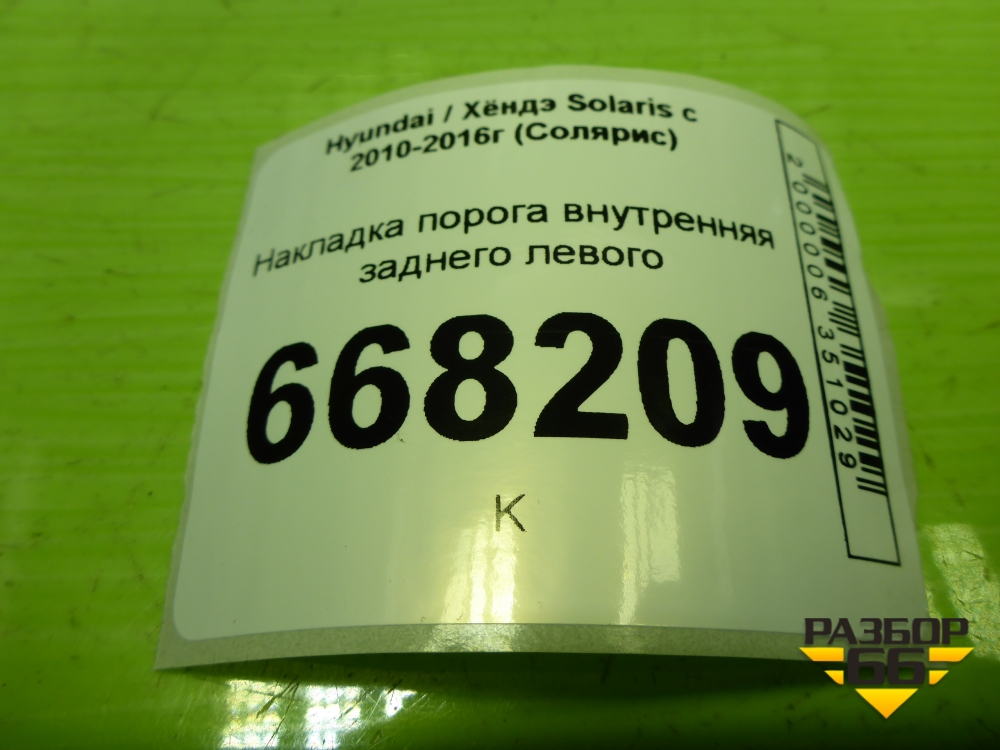 Hyundai / Хёндэ Solaris с
2010-2016г (Солярис)
Накладка порога внутренняя
заднего левого
668209
К
2000006351029
РАЗБОР
66